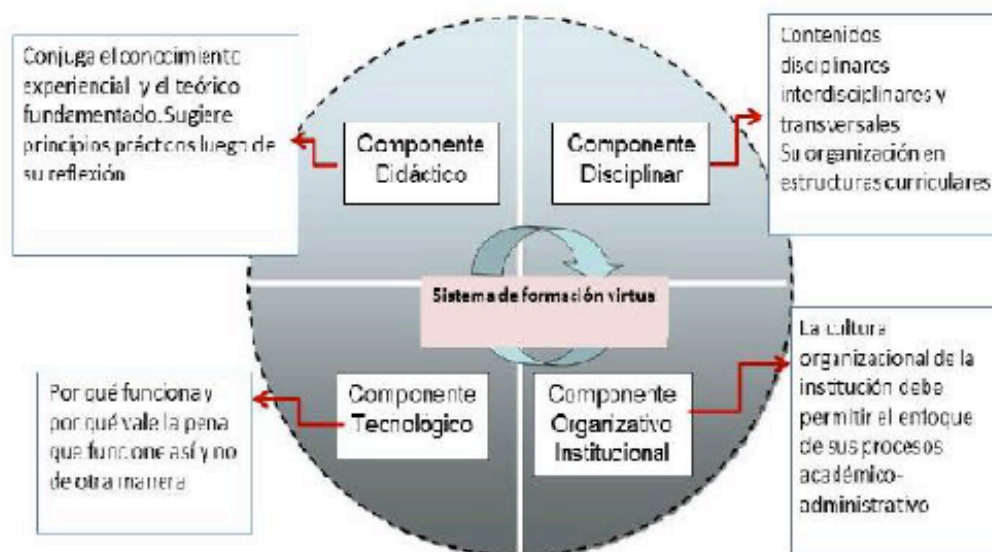 Conjuga el conocimiento
experiencial y el teórico
fundamentado. Sugiere
principios prácticos luego de
su reflexión
Componente
Didáctico
Componente
Disciplinar
Contenidos
disciplinares
interdisciplinares y
transversales
Su organización en
estructuras curriculares
Sistema de formación virtus
Por qué funciona y
por qué vale la pena
que funcione así y no
de otra manera
Componente
Tecnológico
Componente
Organizativo
Institucional
La cultura
organizacional de la
institución debe
permitir el enfoque
de sus procesos
académico-
administrativo